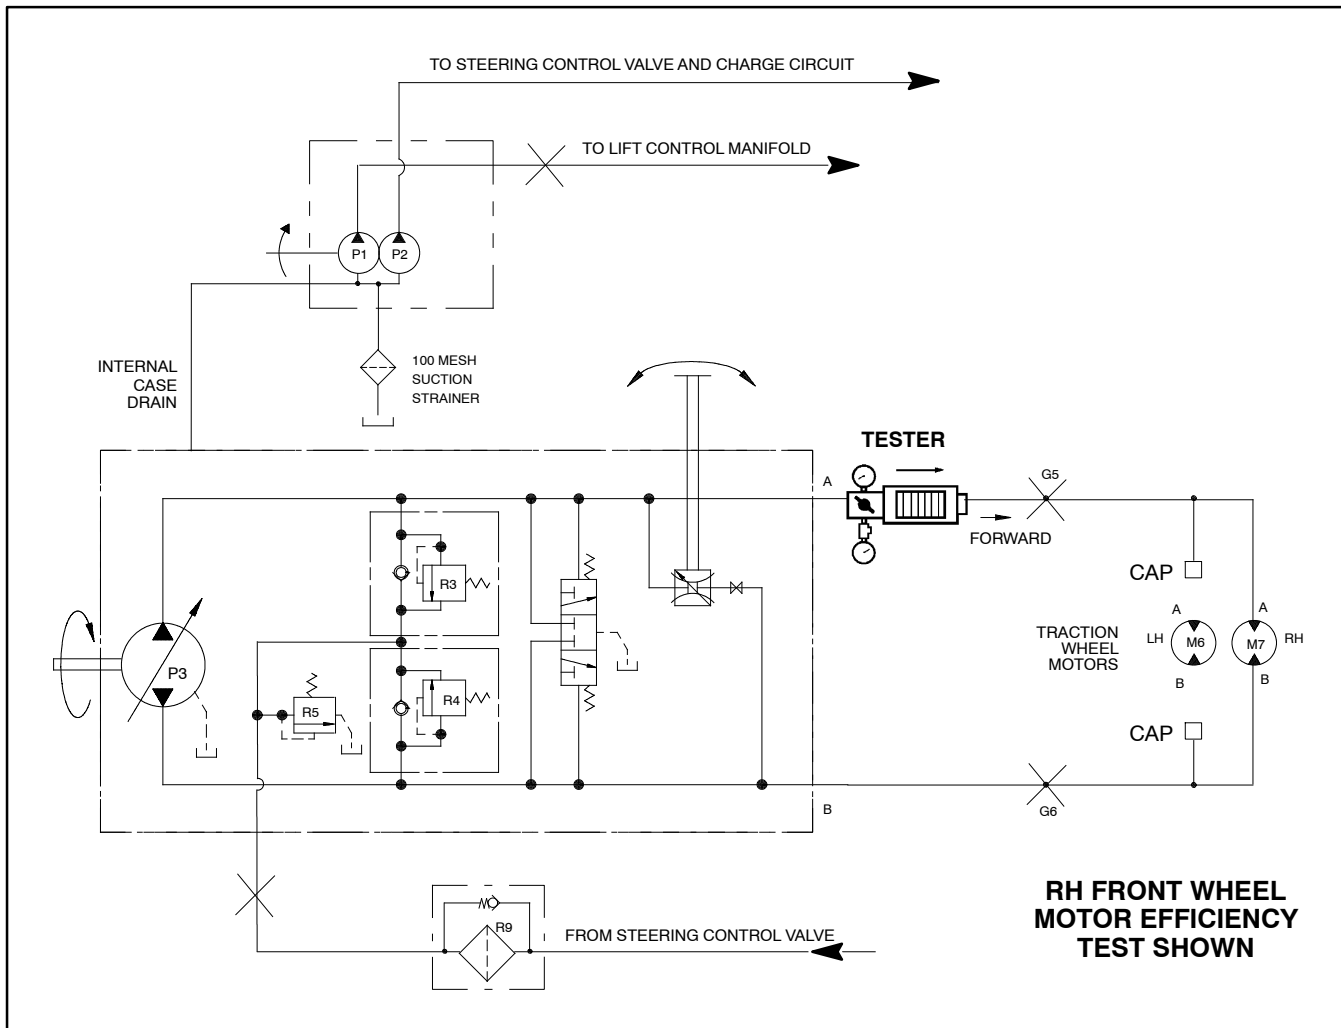 TO STEERING CONTROL VALVE AND CHARGE CIRCUIT
TO LIFT CONTROL MANIFOLD
P1
P2
INTERNAL
CASE
DRAIN
100 MESH
SUCTION
STRAINER
A
TESTER
G5
FORWARD
CAP
R3
TRACTION
WHEEL
MOTORS
A
A
LH
M6
M7
RH
B
B
P3
R4
R5
CAP
B
G6
R9
FROM STEERING CONTROL VALVE
RH FRONT WHEEL
MOTOR EFFICIENCY
TEST SHOWN